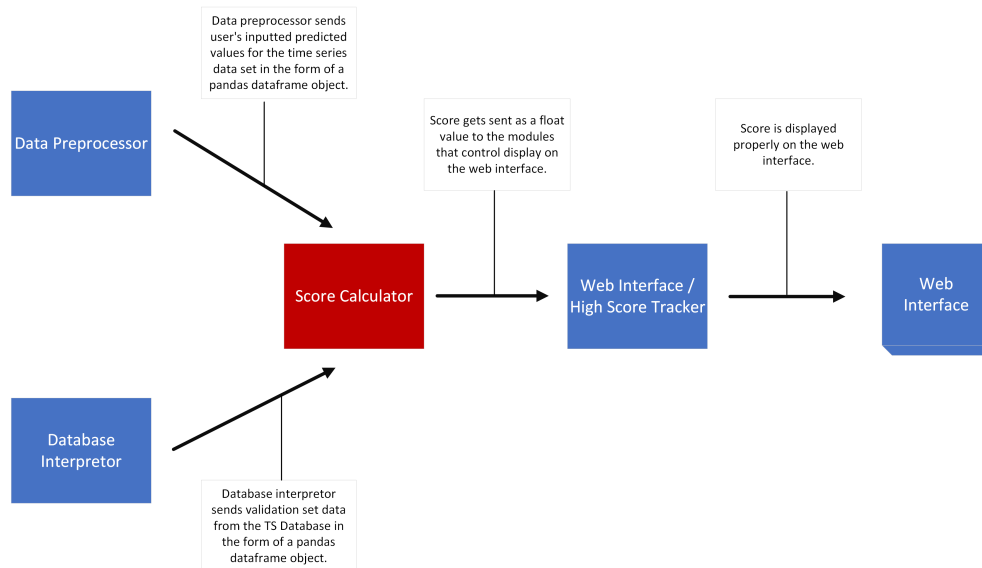 Data preprocessor sends
user's inputted predicted
values for the time series
data set in the form of a
pandas dataframe object.
Data Preprocessor
Score gets sent as a float
value to the modules
that control display on
the web interface.
Score is displayed
properly on the web
interface.
Score Calculator
Web Interface /
High Score Tracker
Web
Interface
Database
Interpretor
Database interpretor
sends validation set data
from the TS Database in
the form of a pandas
dataframe object.